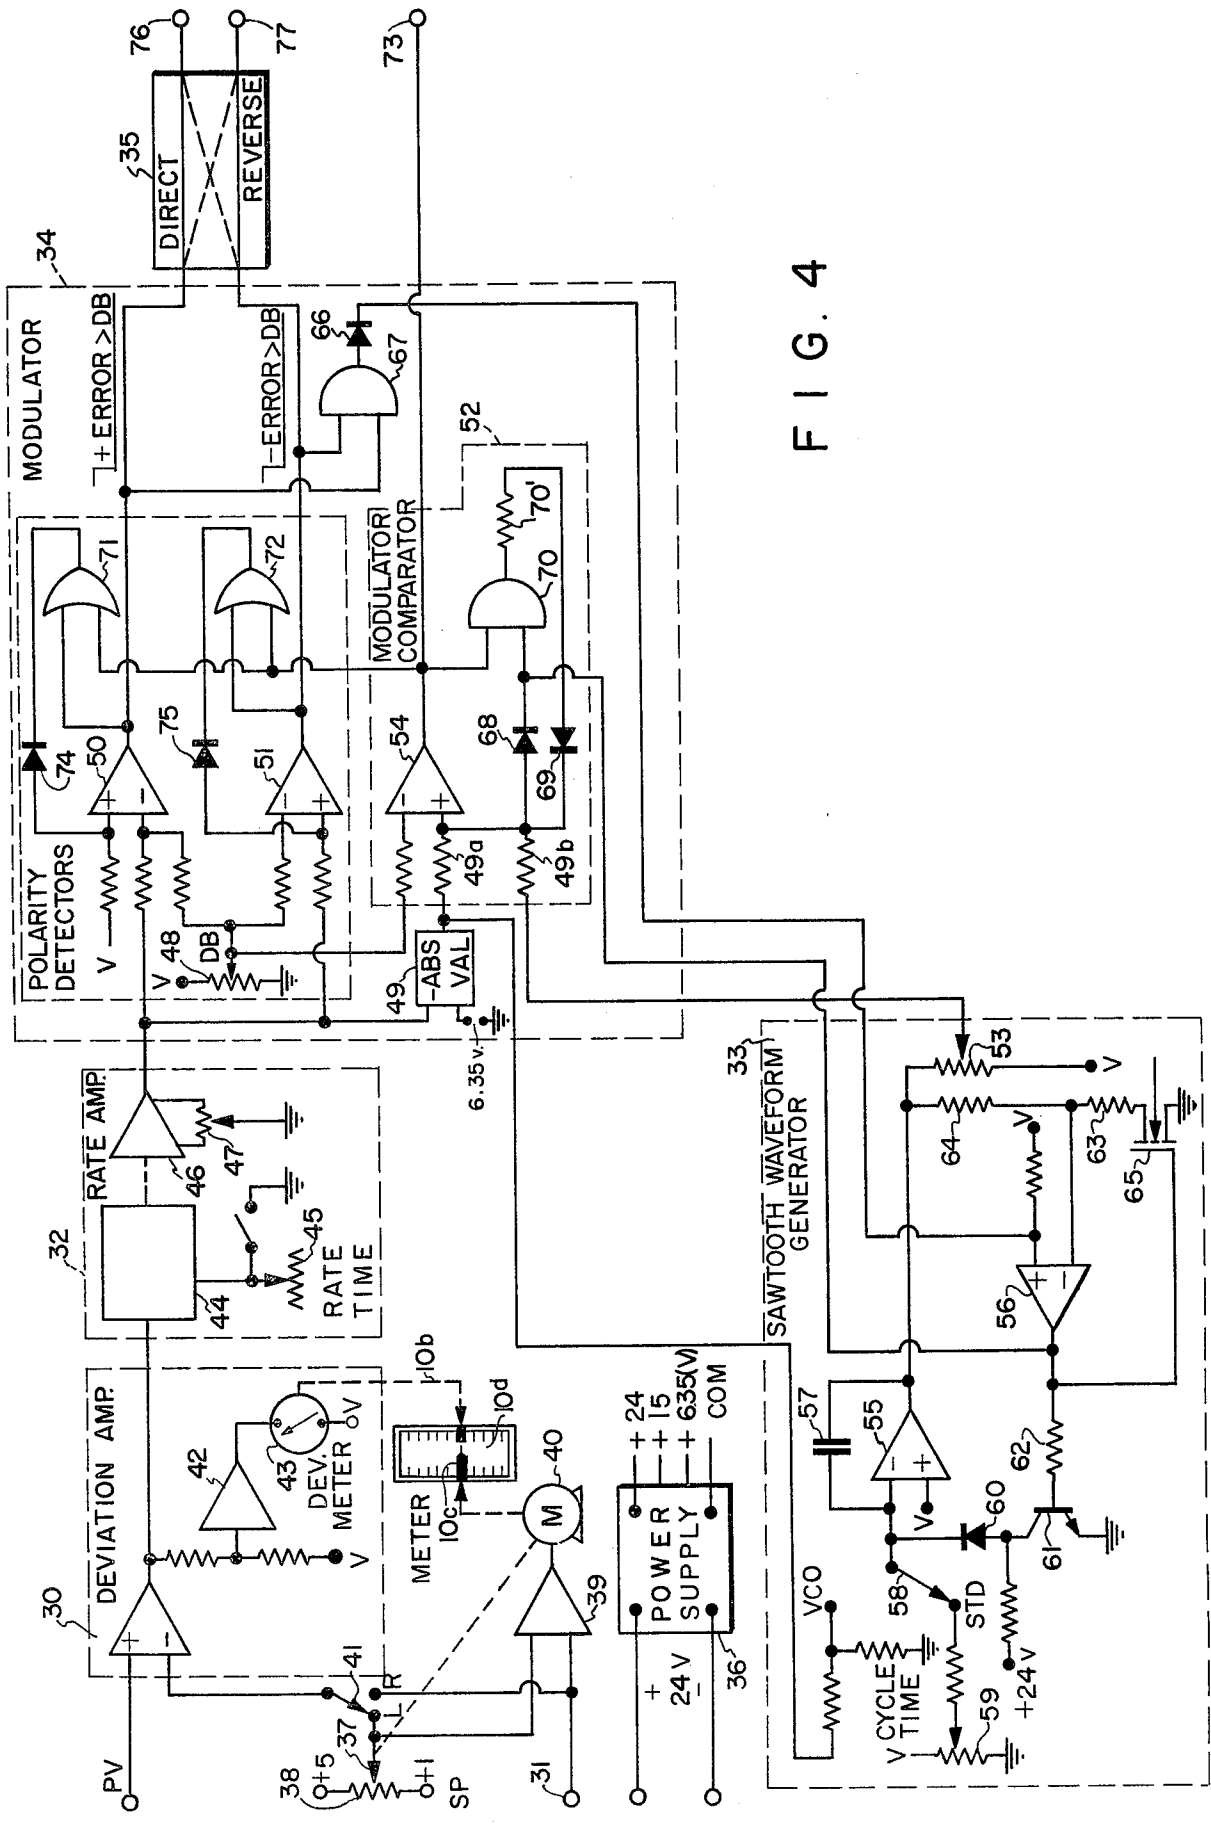 FIG. 4
PV
30
DEVIATION AMP.
+
-
42
43
DEV.
METER
V
V
32
RATE AMP.
44
45
RATE
TIME
46
47
34
MODULATOR
POLARITY
DETECTORS
V
48
V
DB
74
50
+
-
71
75
51
-
+
72
+ERROR>DB
-ERROR>DB
35
DIRECT
REVERSE
76
77
73
66
67
52
MODULATOR
COMPARATOR
49
-ABS
VAL
6.35 v.
49a
49b
54
-
+
68
69
70
70'
38
+5
37
+1
SP
41
L
R
31
39
40
M
METER
10c
10d
10b
36
+
24V
-
POWER
SUPPLY
+24
+15
+6.35(V)
COM
33
SAWTOOTH WAVEFORM
GENERATOR
VCO
CYCLE
TIME
V
59
58
STD
+24v
60
61
62
57
55
-
+
V
56
+
-
V
64
53
V
63
65